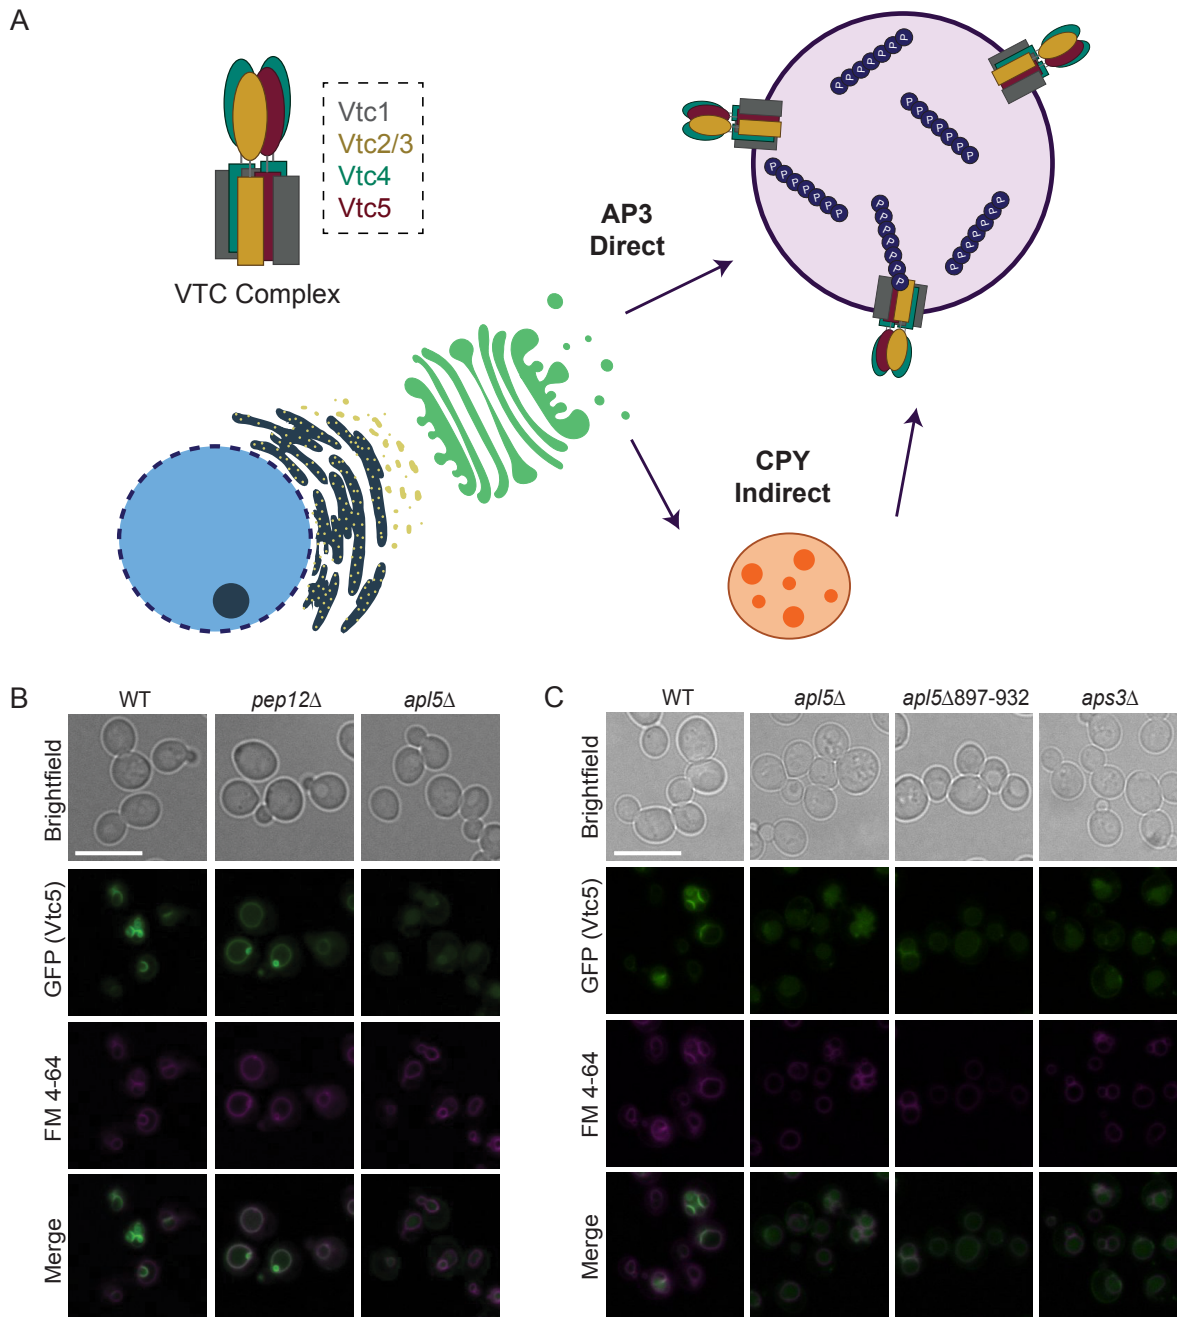 A
Vtc1
Vtc2/3
Vtc4
Vtc5
VTC Complex
AP3
Direct
CPY
Indirect
P P P P P P P
P P P P P P P
P P P P P P P
P P P P P P P
P P P P P P P
B
WT
pep12Δ
apl5Δ
Brightfield
GFP (Vtc5)
FM 4-64
Merge
C
WT
apl5Δ
apl5Δ897-932
aps3Δ
Brightfield
GFP (Vtc5)
FM 4-64
Merge